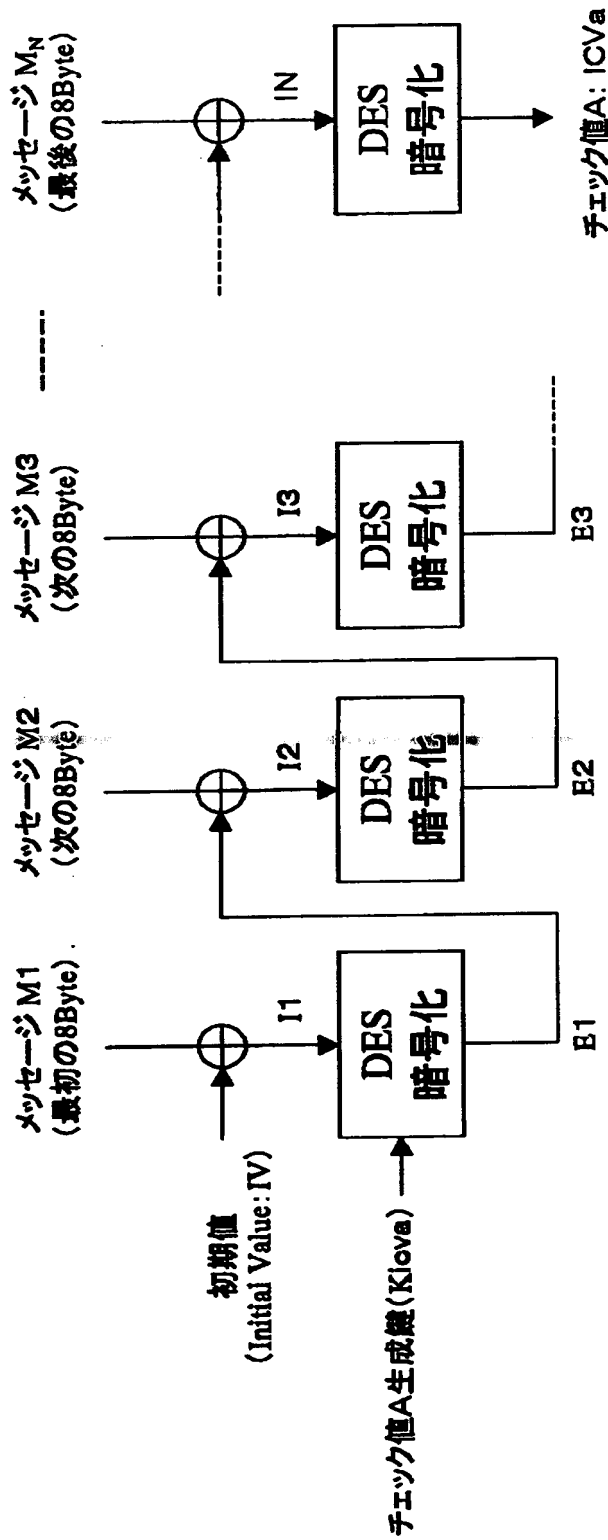 メッセージ M1
(最初の8Byte)
メッセージ M2
(次の8Byte)
メッセージ M3
(次の8Byte)
メッセージ MN
(最後の8Byte)
初期値
(Initial Value:IV)
I1
I2
I3
IN
チェック値A生成鍵(Kicva)
DES
暗号化
DES
暗号化
DES
暗号化
DES
暗号化
E1
E2
E3
チェック値A: ICVa